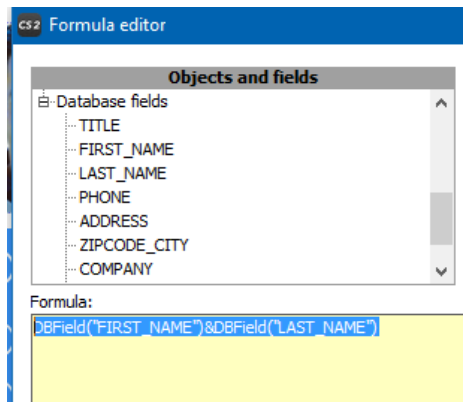 CS2 Formula editor
Objects and fields
Database fields
TITLE
FIRST_NAME
LAST_NAME
PHONE
ADDRESS
ZIPCODE_CITY
COMPANY
Formula:
DBField("FIRST_NAME")&DBField("LAST_NAME")